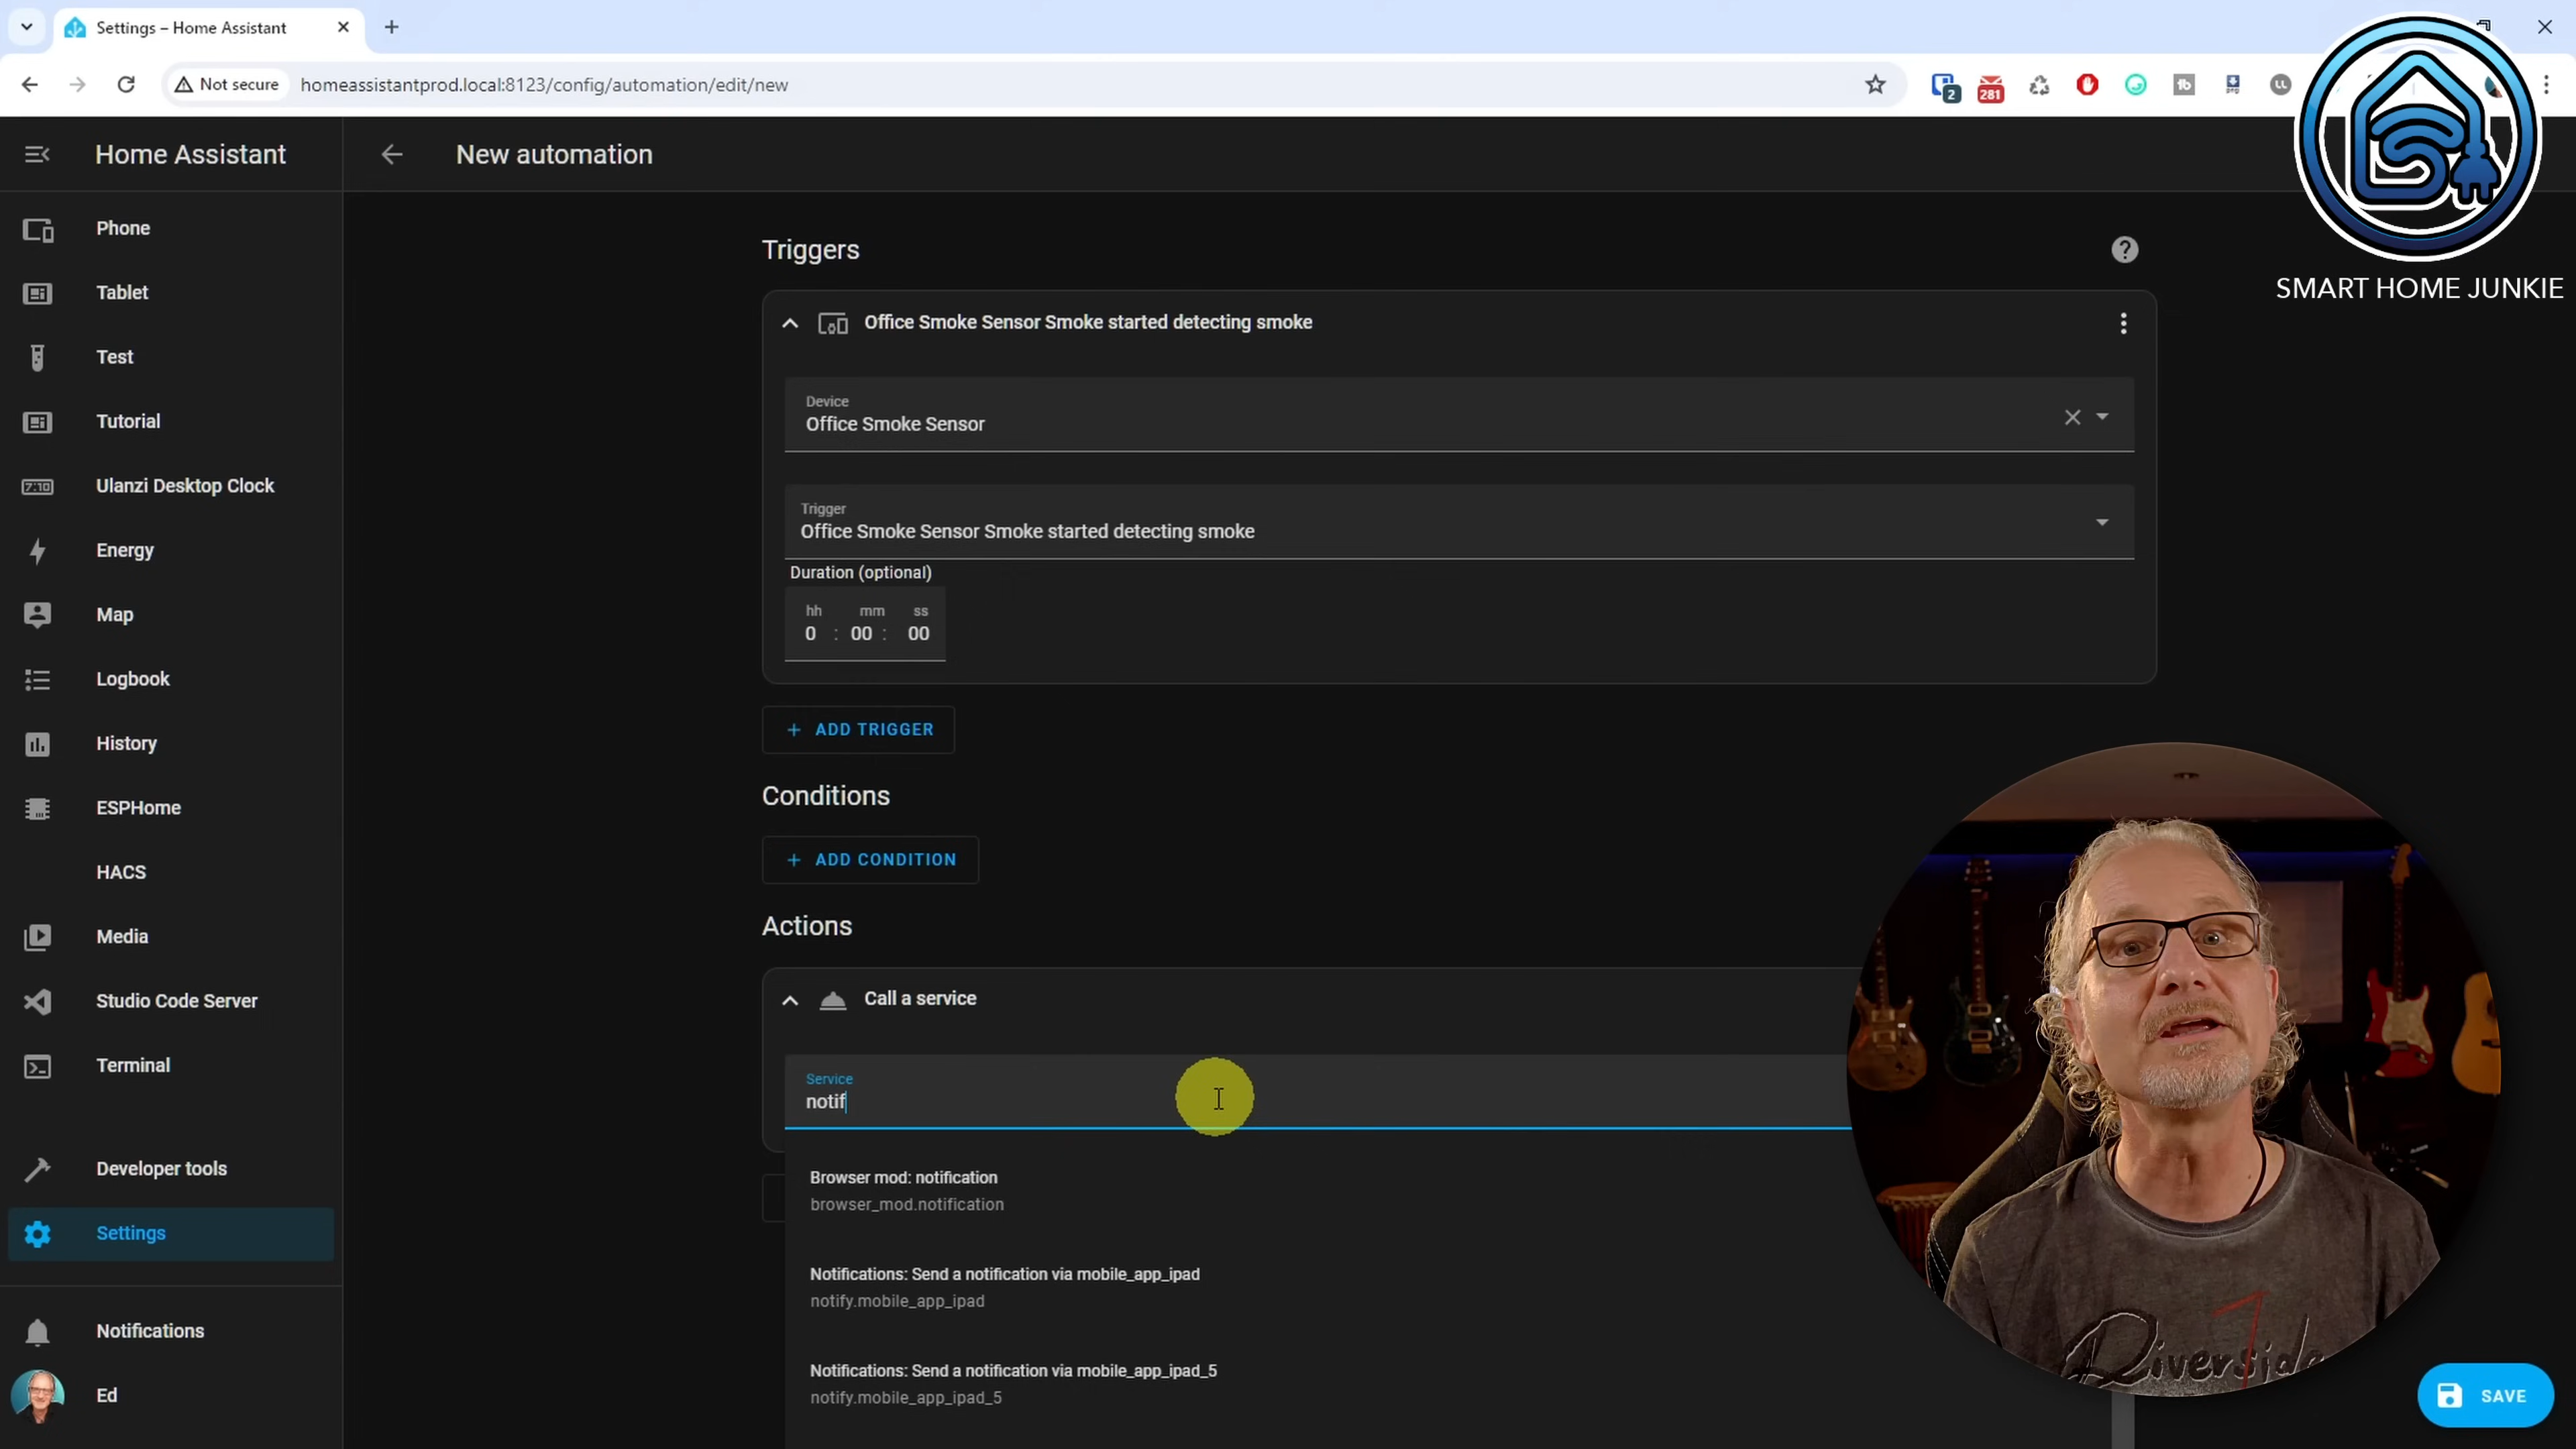 Settings – Home Assistant
Not secure
homeassistantprod.local:8123/config/automation/edit/new
2
281
Home Assistant
New automation
SMART HOME JUNKIE
Phone
Tablet
Test
Tutorial
7:10
Ulanzi Desktop Clock
Energy
Map
Logbook
History
ESPHome
HACS
Media
Studio Code Server
Terminal
Developer tools
Settings
Notifications
Ed
Triggers
Office Smoke Sensor Smoke started detecting smoke
Device
Office Smoke Sensor
Trigger
Office Smoke Sensor Smoke started detecting smoke
Duration (optional)
hh mm ss
0 : 00 : 00
+ ADD TRIGGER
Conditions
+ ADD CONDITION
Actions
Call a service
Service
notif
Browser mod: notification
browser_mod.notification
Notifications: Send a notification via mobile_app_ipad
notify.mobile_app_ipad
Notifications: Send a notification via mobile_app_ipad_5
notify.mobile_app_ipad_5
Riverside
SAVE